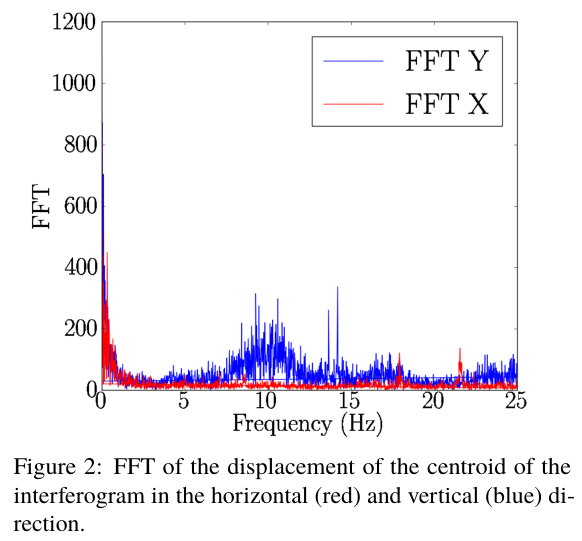 1200
1000
800
600
400
200
0
FFT
FFT Y
FFT X
0
5
10
15
20
25
Frequency (Hz)
Figure 2: FFT of the displacement of the centroid of the
interferogram in the horizontal (red) and vertical (blue) di-
rection.